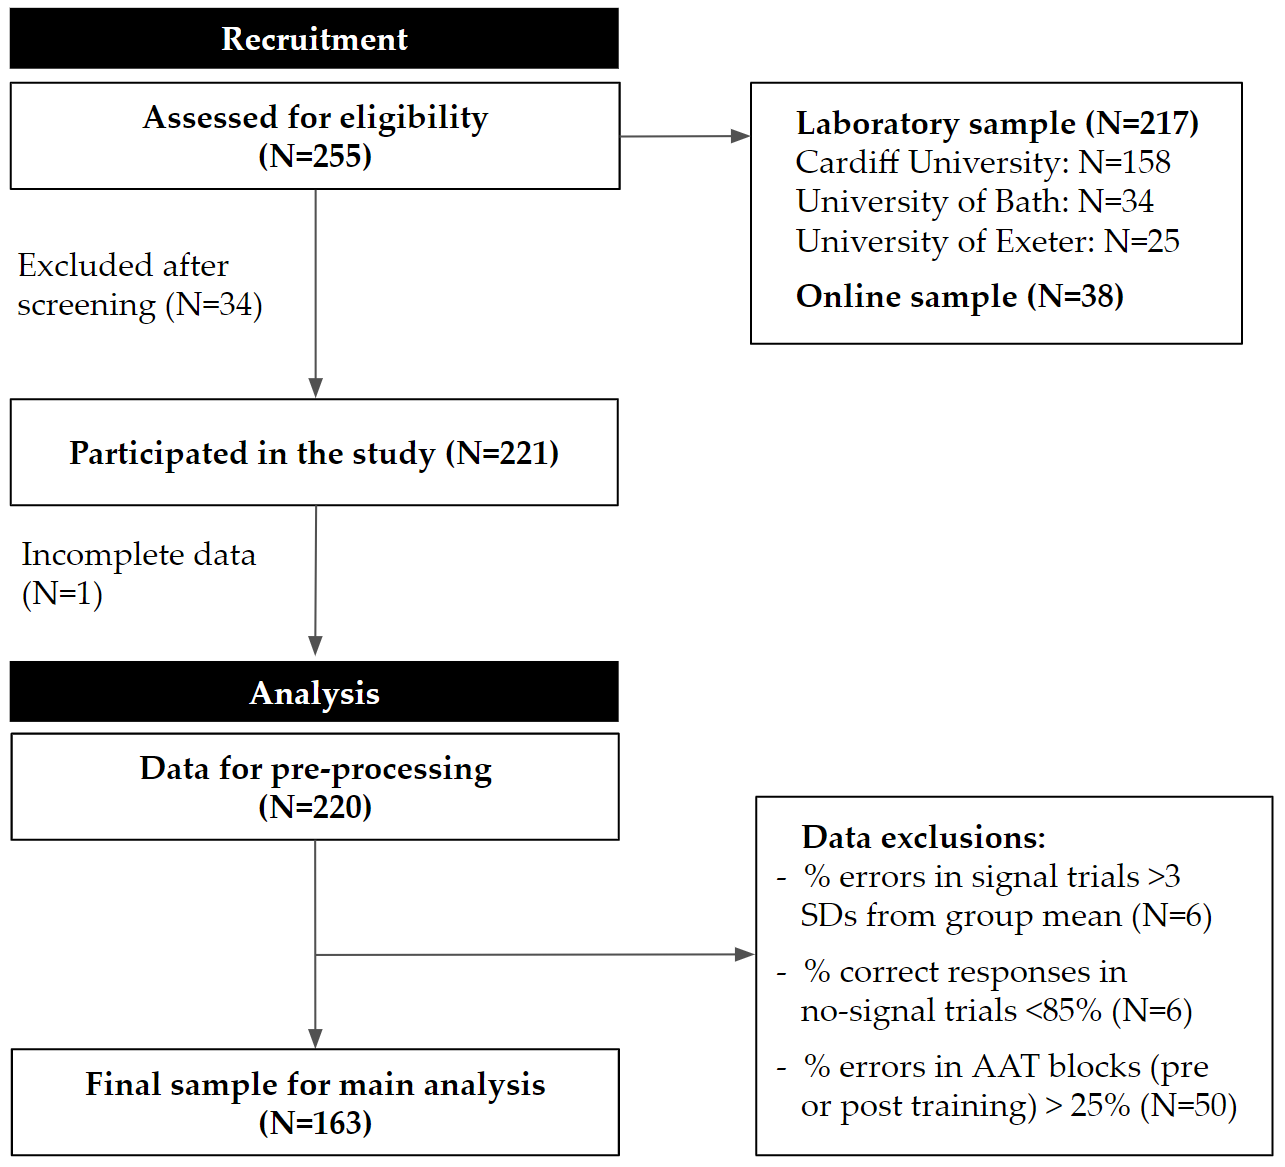 Recruitment
Assessed for eligibility
(N=255)
Laboratory sample (N=217)
Cardiff University: N=158
University of Bath: N=34
University of Exeter: N=25
Online sample (N=38)
Excluded after
screening (N=34)
Participated in the study (N=221)
Incomplete data
(N=1)
Analysis
Data for pre-processing
(N=220)
Data exclusions:
- % errors in signal trials >3
SDs from group mean (N=6)
- % correct responses in
no-signal trials <85% (N=6)
- % errors in AAT blocks (pre
or post training) > 25% (N=50)
Final sample for main analysis
(N=163)